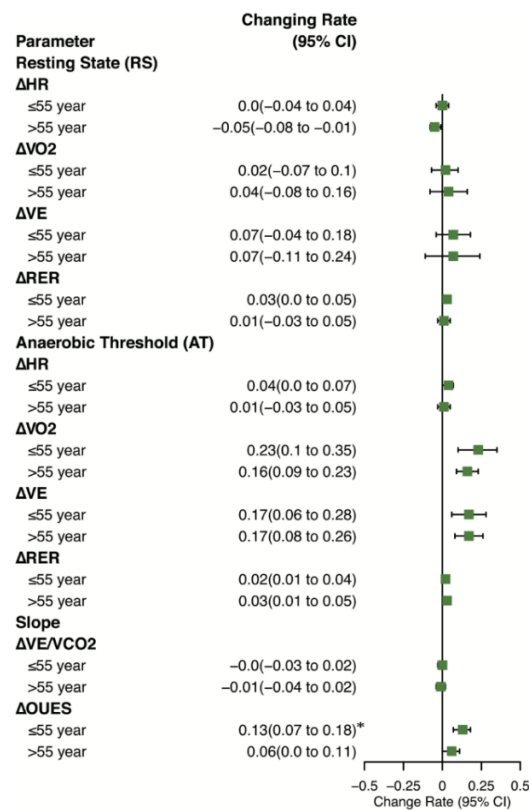 Changing Rate
Parameter (95% CI)
Resting State (RS)
ΔHR
≤55 year 0.0(−0.04 to 0.04)
>55 year −0.05(−0.08 to −0.01)
ΔVO2
≤55 year 0.02(−0.07 to 0.1)
>55 year 0.04(−0.08 to 0.16)
ΔVE
≤55 year 0.07(−0.04 to 0.18)
>55 year 0.07(−0.11 to 0.24)
ΔRER
≤55 year 0.03(0.0 to 0.05)
>55 year 0.01(−0.03 to 0.05)
Anaerobic Threshold (AT)
ΔHR
≤55 year 0.04(0.0 to 0.07)
>55 year 0.01(−0.03 to 0.05)
ΔVO2
≤55 year 0.23(0.1 to 0.35)
>55 year 0.16(0.09 to 0.23)
ΔVE
≤55 year 0.17(0.06 to 0.28)
>55 year 0.17(0.08 to 0.26)
ΔRER
≤55 year 0.02(0.01 to 0.04)
>55 year 0.03(0.01 to 0.05)
Slope
ΔVE/VCO2
≤55 year -0.0(−0.03 to 0.02)
>55 year −0.01(−0.04 to 0.02)
ΔOUES
≤55 year 0.13(0.07 to 0.18)*
>55 year 0.06(0.0 to 0.11)
−0.5 −0.25 0 0.25 0.5
Change Rate (95% CI)